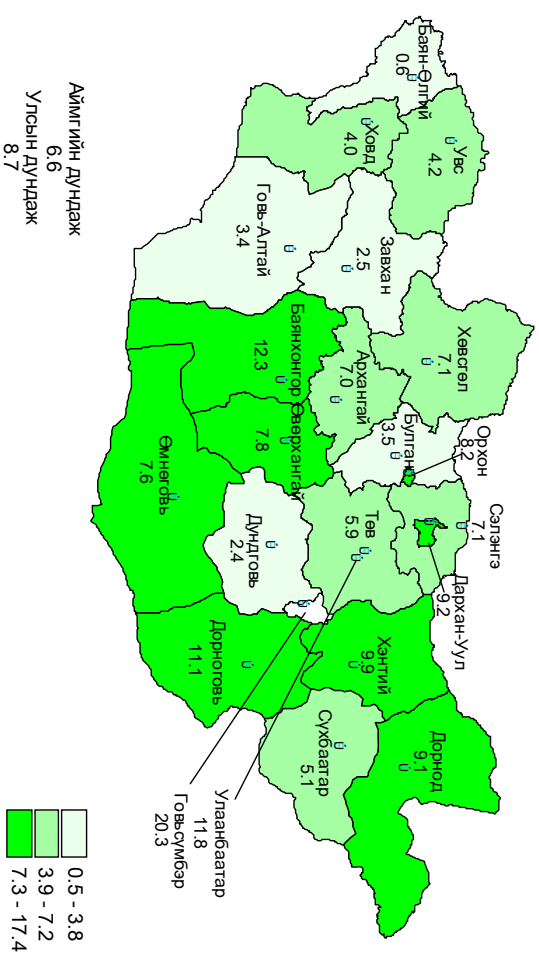 Баян-Өлгий
0.6
Увс
4.2
Ховд
4.0
Говь-Алтай
3.4
Завхан
2.5
Хөвсгөл
7.1
Архангай
7.0
Баянхонгор
12.3
Өверхангай
7.8
Өмнөговь
7.6
Булган
3.5
Орхон
8.2
Сэлэнгэ
7.1
Дархан-Уул
9.2
Төв
5.9
Дундговь
2.4
Дорноговь
11.1
Хэнтий
9.9
Дорнод
9.1
Сүхбаатар
5.1
Улаанбаатар
11.8
Говьсүмбэр
20.3
Аймгийн дундаж
6.6
Улсын дундаж
8.7
0.5 - 3.8
3.9 - 7.2
7.3 - 17.4